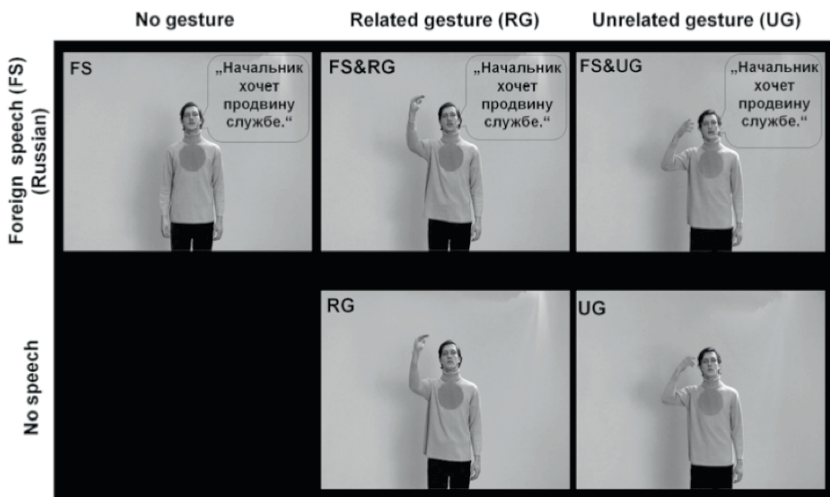 No gesture
Related gesture (RG)
Unrelated gesture (UG)
Foreign speech (FS)
(Russian)
FS
„Начальник
хочет
продвину
службе.“
FS&RG
„Начальник
хочет
продвину
службе.“
FS&UG
„Начальник
хочет
продвину
службе.“
No speech
RG
UG